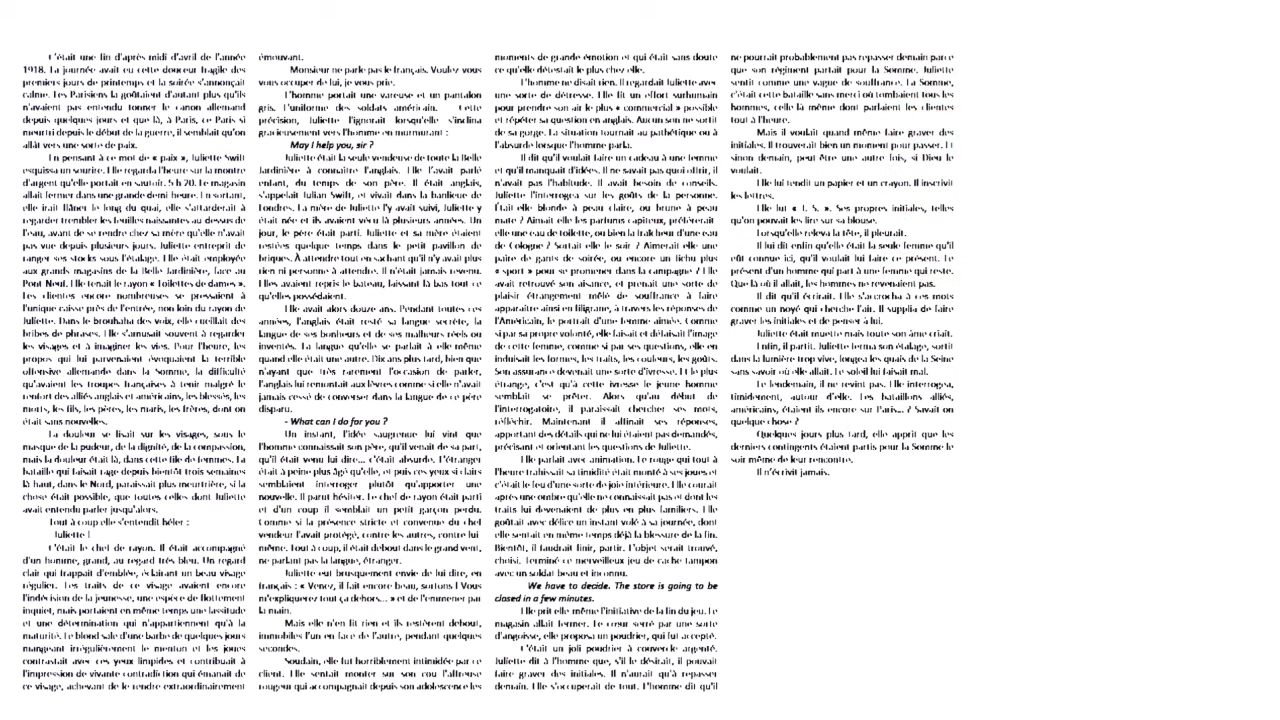 C'était une fin d'après midi d'avril de l'année
1918. La journée avait eu cette douceur fragile des
premiers jours de printemps et la soirée s'annonçait
calme. Les Parisiens la goûtaient d'autant plus qu'ils
n'avaient pas entendu tonner le canon allemand
depuis quelques jours et que là, à Paris, ce Paris si
meurtri depuis le début de la guerre, il semblait qu'on
allât vers une sorte de paix.
En pensant à ce mot de « paix », Juliette Swift
esquissa un sourire. Elle regarda l'heure sur la montre
d'argent qu'elle portait en sautoir. 5 h 20. Le magasin
allait fermer dans une grande demi heure. En sortant,
elle irait flâner le long du quai, elle s'attarderait à
regarder trembler les feuilles naissantes au dessus de
l'eau, avant de se rendre chez sa mère qu'elle n'avait
pas vue depuis plusieurs jours. Juliette entreprit de
ranger ses stocks sous l'étalage. Elle était employée
aux grands magasins de la Belle Jardinière, face au
Pont Neuf. Elle tenait le rayon « Toilettes de dames ».
Les clientes encore nombreuses se pressaient à
l'unique caisse près de l'entrée, non loin du rayon de
Juliette. Dans le brouhaha des voix, elle cueillait des
bribes de phrases. Elle s'amusait souvent à regarder
les visages et à imaginer les vies. Pour l'heure, les
propos qui lui parvenaient évoquaient la terrible
offensive allemande dans la Somme, la difficulté
qu'avaient les troupes françaises à tenir malgré le
renfort des alliés anglais et américains, les blessés, les
morts, les fils, les pères, les maris, les frères, dont on
était sans nouvelles.
La douleur se lisait sur les visages, sous le
masque de la pudeur, de la dignité, de la compassion,
mais la douleur était là, dans cette file de femmes. La
bataille qui faisait rage depuis bientôt trois semaines
là haut, dans le Nord, paraissait plus meurtrière, si la
chose était possible, que toutes celles dont Juliette
avait entendu parler jusqu'alors.
Tout à coup elle s'entendit héler :
Juliette !
C'était le chef de rayon. Il était accompagné
d'un homme, grand, au regard très bleu. Un regard
clair qui frappait d'emblée, éclairant un beau visage
régulier. Les traits de ce visage avaient encore
l'indécision de la jeunesse, une espèce de flottement
inquiet, mais portaient en même temps une lassitude
et une détermination qui n'appartiennent qu'à la
maturité. Le blond sale d'une barbe de quelques jours
mangeant irrégulièrement le menton et les joues
contrastait avec ces yeux limpides et contribuait à
l'impression de vivante contradiction qui émanait de
ce visage, achevant de le rendre extraordinairement
émouvant.
Monsieur ne parle pas le français. Voulez vous
vous occuper de lui, je vous prie.
L'homme portait une vareuse et un pantalon
gris. L'uniforme des soldats américain. Cette
précision, Juliette l'ignorait lorsqu'elle s'inclina
gracieusement vers l'homme en murmurant :
May I help you, sir ?
Juliette était la seule vendeuse de toute la Belle
Jardinière à connaître l'anglais. Elle l'avait parlé
enfant, du temps de son père. Il était anglais,
s'appelait Julian Swift, et vivait dans la banlieue de
Londres. La mère de Juliette l'y avait suivi, Juliette y
était née et ils avaient vécu là plusieurs années. Un
jour, le père était parti. Juliette et sa mère étaient
restées quelque temps dans le petit pavillon de
briques. À attendre tout en sachant qu'il n'y avait plus
rien ni personne à attendre. Il n'était jamais revenu.
Elles avaient repris le bateau, laissant là bas tout ce
qu'elles possédaient.
Elle avait alors douze ans. Pendant toutes ces
années, l'anglais était resté sa langue secrète, la
langue de ses bonheurs et de ses malheurs réels ou
inventés. La langue qu'elle se parlait à elle même
quand elle était une autre. Dix ans plus tard, bien que
n'ayant que très rarement l'occasion de parler,
l'anglais lui remontait aux lèvres comme si elle n'avait
jamais cessé de converser dans la langue de ce père
disparu.
- What can I do for you ?
Un instant, l'idée saugrenue lui vint que
l'homme connaissait son père, qu'il venait de sa part,
qu'il était venu lui dire... c'était absurde. L'étranger
était à peine plus âgé qu'elle, et puis ces yeux si clairs
semblaient interroger plutôt qu'apporter une
nouvelle. Il parut hésiter. Le chef de rayon était parti
et d'un coup il semblait un petit garçon perdu.
Comme si la présence stricte et convenue du chef
vendeur l'avait protégé, contre les autres, contre lui
même. Tout à coup, il était debout dans le grand vent,
ne parlant pas la langue, étranger.
Juliette eut brusquement envie de lui dire, en
français : « Venez, il fait encore beau, sortons ! Vous
m'expliquerez tout ça dehors... » et de l'emmener par
la main.
Mais elle n'en fit rien et ils restèrent debout,
immobiles l'un en face de l'autre, pendant quelques
secondes.
Soudain, elle fut horriblement intimidée par ce
client. Elle sentait monter sur son cou l'affreuse
rougeur qui accompagnait depuis son adolescence les
moments de grande émotion et qui était sans doute
ce qu'elle détestait le plus chez elle.
L'homme ne disait rien. Il regardait Juliette avec
une sorte de détresse. Elle fit un effort surhumain
pour prendre son air le plus « commercial » possible
et répéter sa question en anglais. Aucun son ne sortit
de sa gorge. La situation tournait au pathétique ou à
l'absurde lorsque l'homme parla.
Il dit qu'il voulait faire un cadeau à une femme
et qu'il manquait d'idées. Il ne savait pas quoi offrir, il
n'avait pas l'habitude. Il avait besoin de conseils.
Juliette l'interrogea sur les goûts de la personne.
Était elle blonde à peau claire, ou brune à peau
mate ? Aimait elle les parfums capiteux, préférerait
elle une eau de toilette, ou bien la fraîcheur d'une eau
de Cologne ? Sortait elle le soir ? Aimerait elle une
paire de gants de soirée, ou encore un fichu plus
« sport » pour se promener dans la campagne ? Elle
avait retrouvé son aisance, et prenait une sorte de
plaisir étrangement mêlé de souffrance à faire
apparaître ainsi en filigrane, à travers les réponses de
l'Américain, le portrait d'une femme aimée. Comme
si par sa propre volonté, elle faisait et défaisait l'image
de cette femme, comme si par ses questions, elle en
induisait les formes, les traits, les couleurs, les goûts.
Son assurance devenait une sorte d'ivresse. Et le plus
étrange, c'est qu'à cette ivresse le jeune homme
semblait se prêter. Alors qu'au début de
l'interrogatoire, il paraissait chercher ses mots,
réfléchir. Maintenant il affinait ses réponses,
apportant des détails qui ne lui étaient pas demandés,
précisant et orientant les questions de Juliette.
Elle parlait avec animation. Le rouge qui tout à
l'heure trahissait sa timidité était monté à ses joues et
c'était le feu d'une sorte de joie intérieure. Elle courait
après une ombre qu'elle ne connaissait pas et dont les
traits lui devenaient de plus en plus familiers. Elle
goûtait avec délice un instant volé à sa journée, dont
elle sentait en même temps déjà la blessure de la fin.
Bientôt, il faudrait finir, partir. L'objet serait trouvé,
choisi. Terminé ce merveilleux jeu de cache tampon
avec un soldat beau et inconnu.
We have to decide. The store is going to be
closed in a few minutes.
Elle prit elle même l'initiative de la fin du jeu. Le
magasin allait fermer. Le cœur serré par une sorte
d'angoisse, elle proposa un poudrier, qui fut accepté.
C'était un joli poudrier à couvercle argenté.
Juliette dit à l'homme que, s'il le désirait, il pouvait
faire graver des initiales. Il n'aurait qu'à repasser
demain. Elle s'occuperait de tout. L'homme dit qu'il
ne pourrait probablement pas repasser demain parce
que son régiment partait pour la Somme. Juliette
sentit comme une vague de souffrance. La Somme,
c'était cette bataille sans merci où tombaient tous les
hommes, celle là même dont parlaient les clientes
tout à l'heure.
Mais il voulait quand même faire graver des
initiales. Il trouverait bien un moment pour passer. Et
sinon demain, peut être une autre fois, si Dieu le
voulait.
Elle lui tendit un papier et un crayon. Il inscrivit
les lettres.
Elle lut « J. S. ». Ses propres initiales, telles
qu'on pouvait les lire sur sa blouse.
Lorsqu'elle releva la tête, il pleurait.
Il lui dit enfin qu'elle était la seule femme qu'il
eût connue ici, qu'il voulait lui faire ce présent. Le
présent d'un homme qui part à une femme qui reste.
Que là où il allait, les hommes ne revenaient pas.
Il dit qu'il écrirait. Elle s'accrocha à ces mots
comme un noyé qui cherche l'air. Il supplia de faire
graver les initiales et de penser à lui.
Juliette était muette mais toute son âme criait.
Enfin, il partit. Juliette ferma son étalage, sortit
dans la lumière trop vive, longea les quais de la Seine
sans savoir où elle allait. Le soleil lui faisait mal.
Le lendemain, il ne revint pas. Elle interrogea,
timidement, autour d'elle. Les bataillons alliés,
américains, étaient ils encore sur Paris... ? Savait on
quelque chose ?
Quelques jours plus tard, elle apprit que les
derniers contingents étaient partis pour la Somme le
soir même de leur rencontre.
Il n'écrivit jamais.